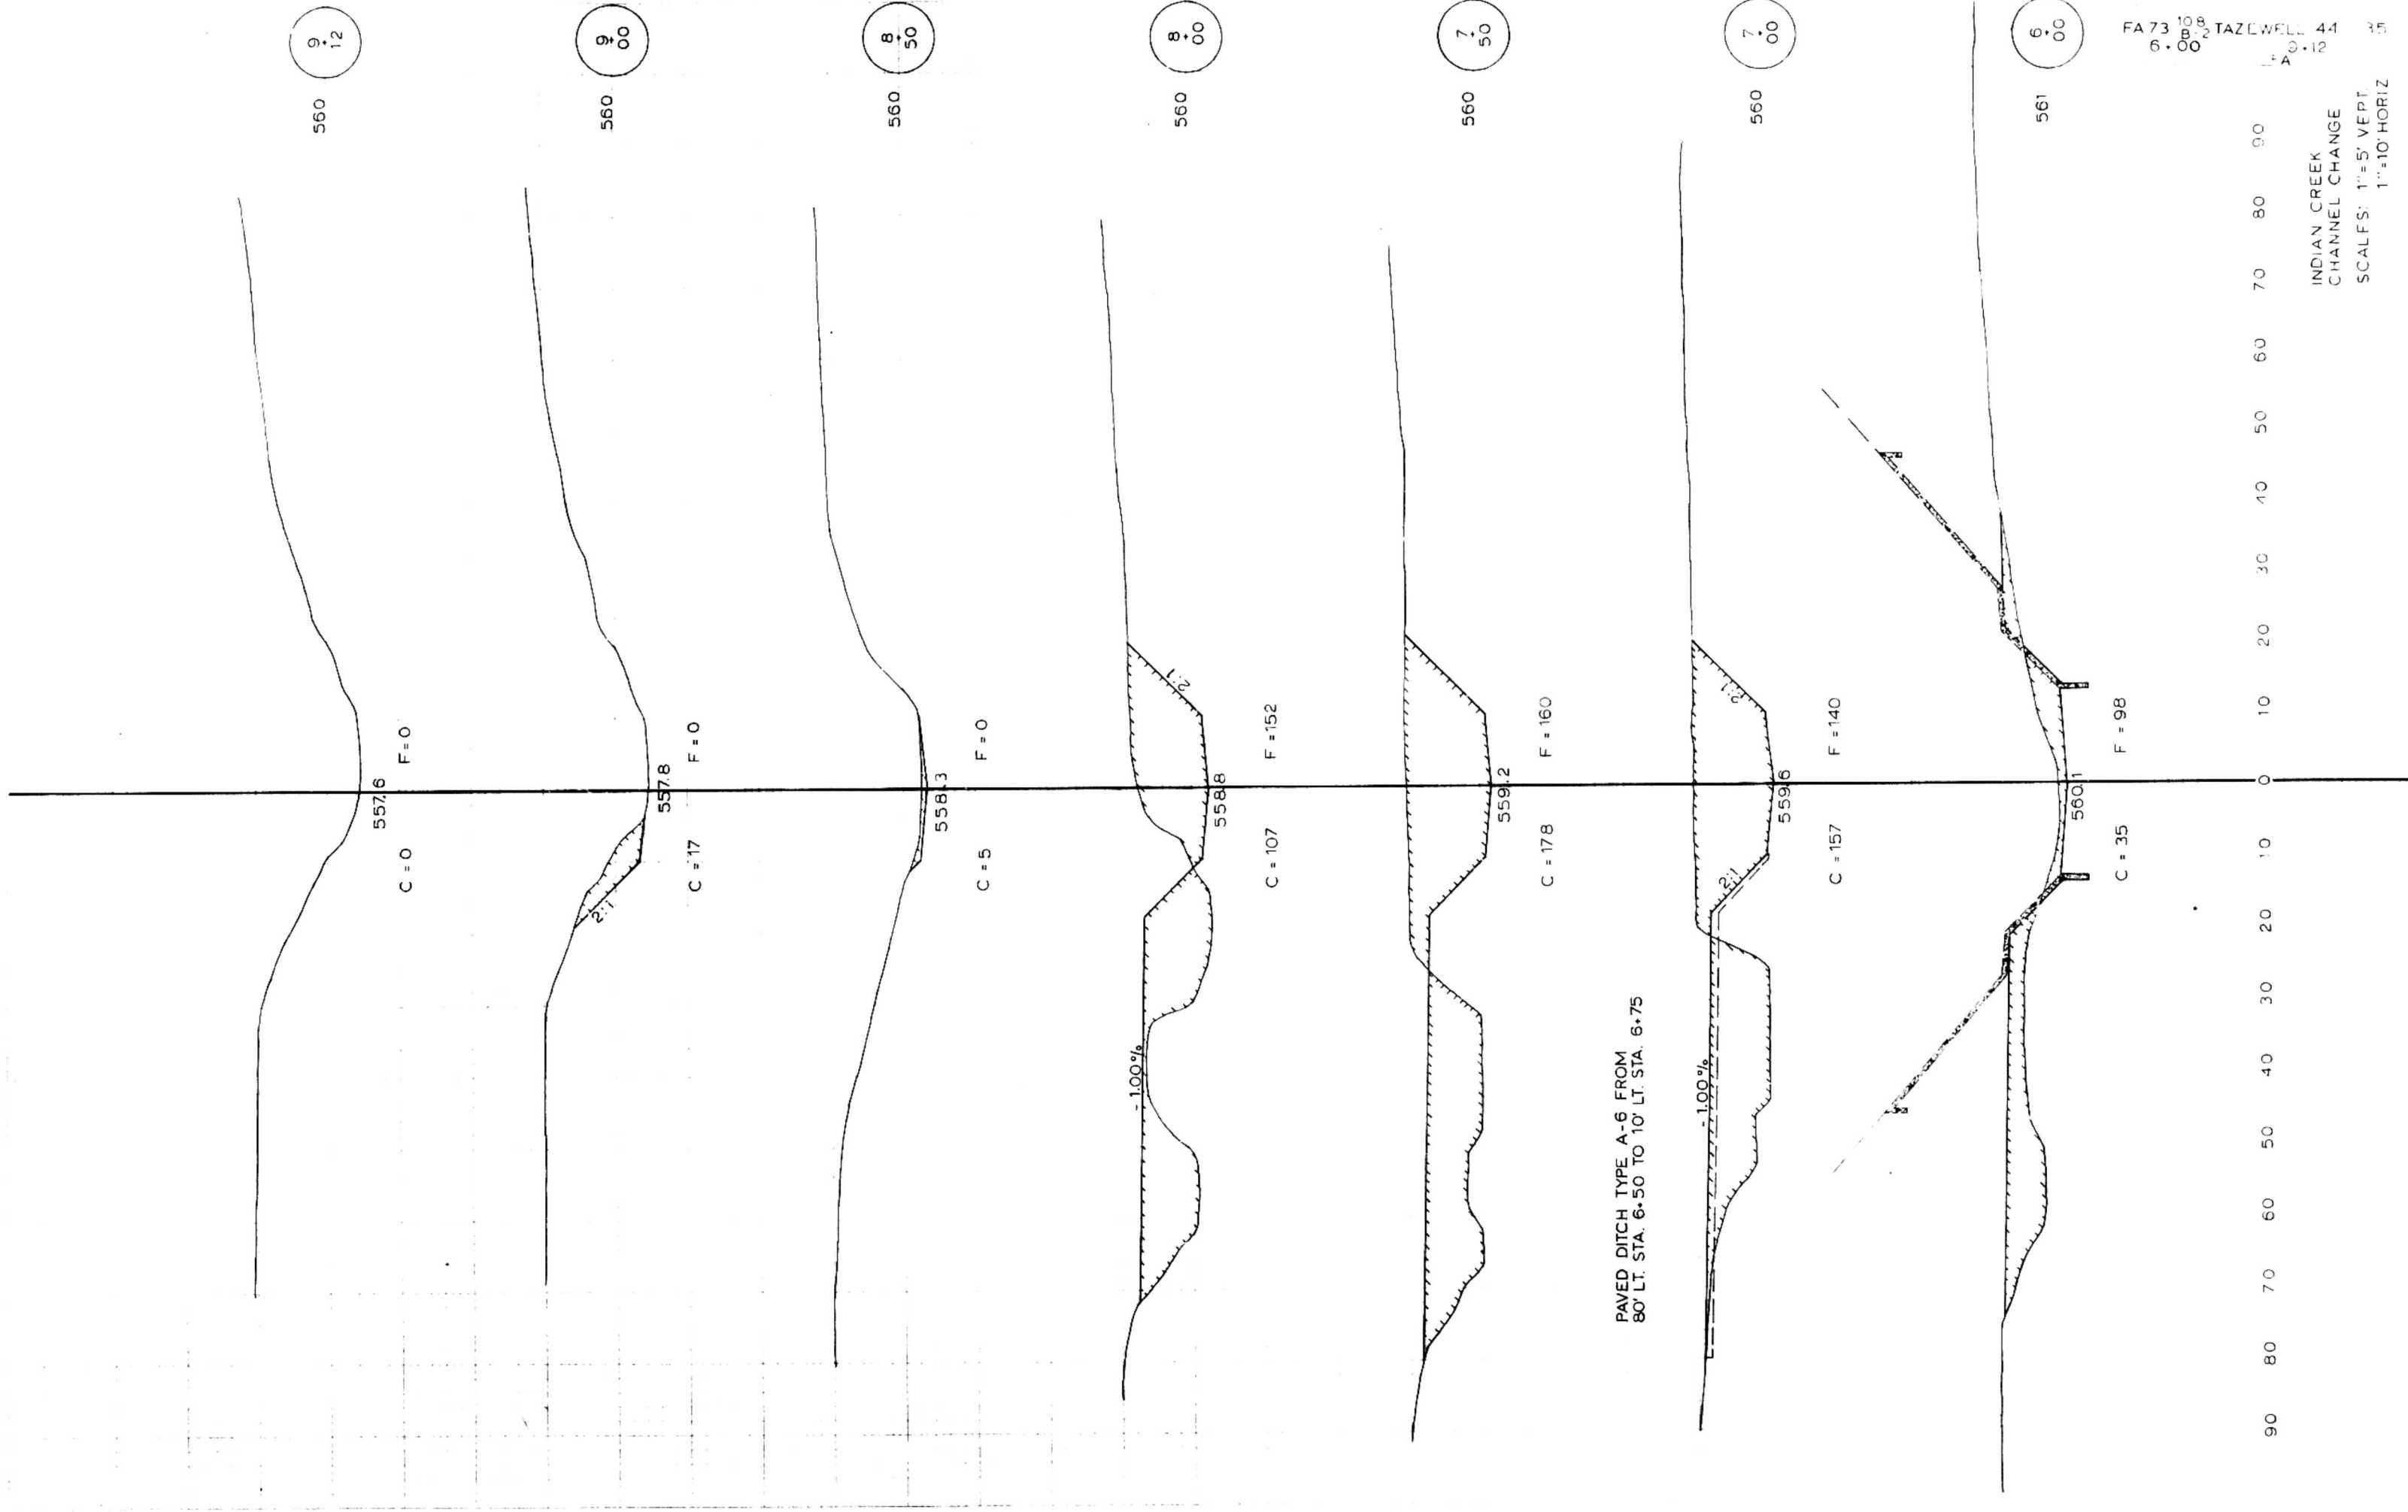 FA 73 108 B-2 TAZEWELL 44 35
6+00 9+12
INDIAN CREEK
CHANNEL CHANGE
SCALES: 1"=5' VERT.
1"=10' HORIZ
9+12
560
557.6
C = 0 F = 0
9+00
560
2:1
557.8
C = 17 F = 0
8+50
560
558.3
C = 5 F = 0
8+00
560
-1.00%
2:1
558.8
C = 107 F = 152
7+50
560
559.2
C = 178 F = 160
PAVED DITCH TYPE A-6 FROM
80' LT. STA. 6+50 TO 10' LT. STA. 6+75
7+00
560
-1.00%
2:1
2:1
559.6
C = 157 F = 140
6+00
561
560.1
C = 35 F = 98
90 80 70 60 50 40 30 20 10 0 10 20 30 40 50 60 70 80 90